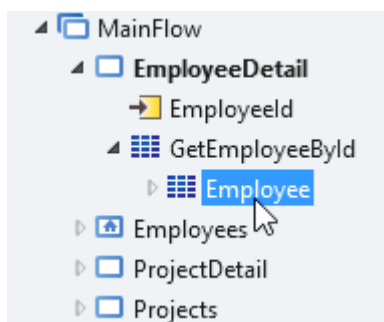 MainFlow
EmployeeDetail
EmployeeId
GetEmployeeById
Employee
Employees
ProjectDetail
Projects